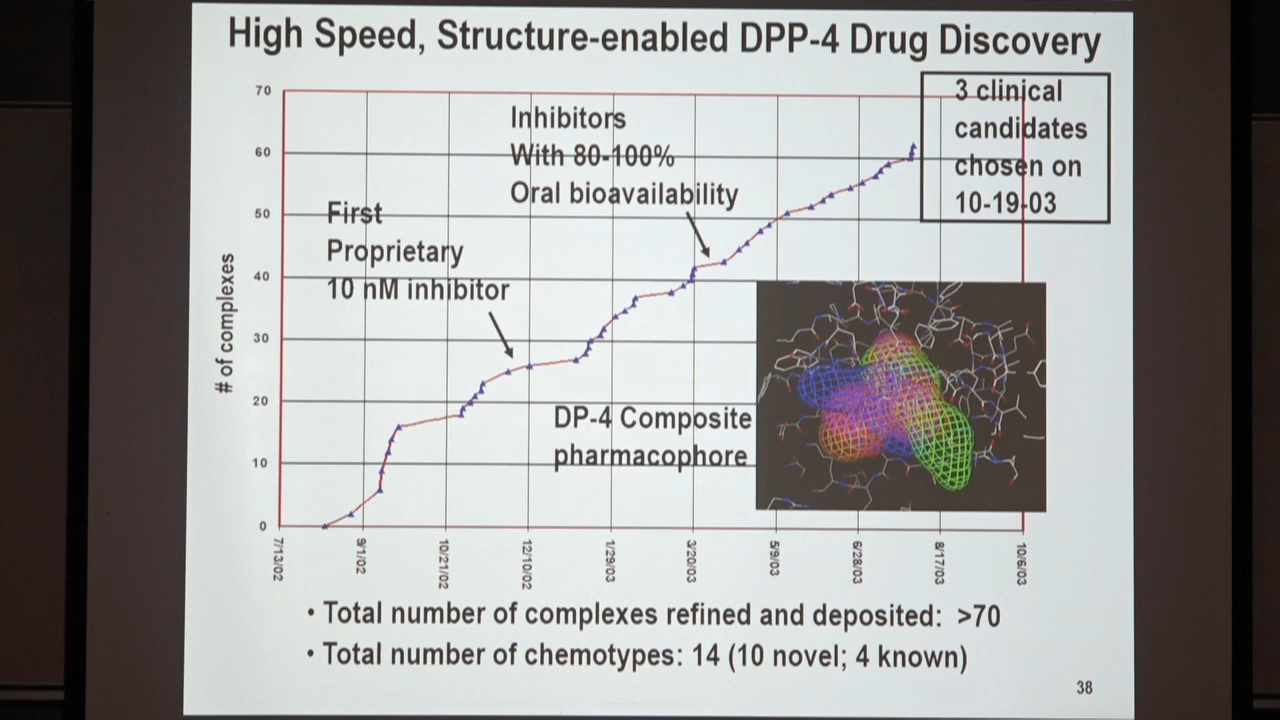 High Speed, Structure-enabled DPP-4 Drug Discovery
3 clinical
candidates
chosen on
10-19-03
Inhibitors
With 80-100%
Oral bioavailability
First
Proprietary
10 nM inhibitor
DP-4 Composite
pharmacophore
# of complexes
70
60
50
40
30
20
10
0
7/13/02
9/1/02
10/21/02
12/10/02
1/29/03
3/20/03
5/9/03
6/28/03
8/17/03
10/6/03
• Total number of complexes refined and deposited: >70
• Total number of chemotypes: 14 (10 novel; 4 known)
38